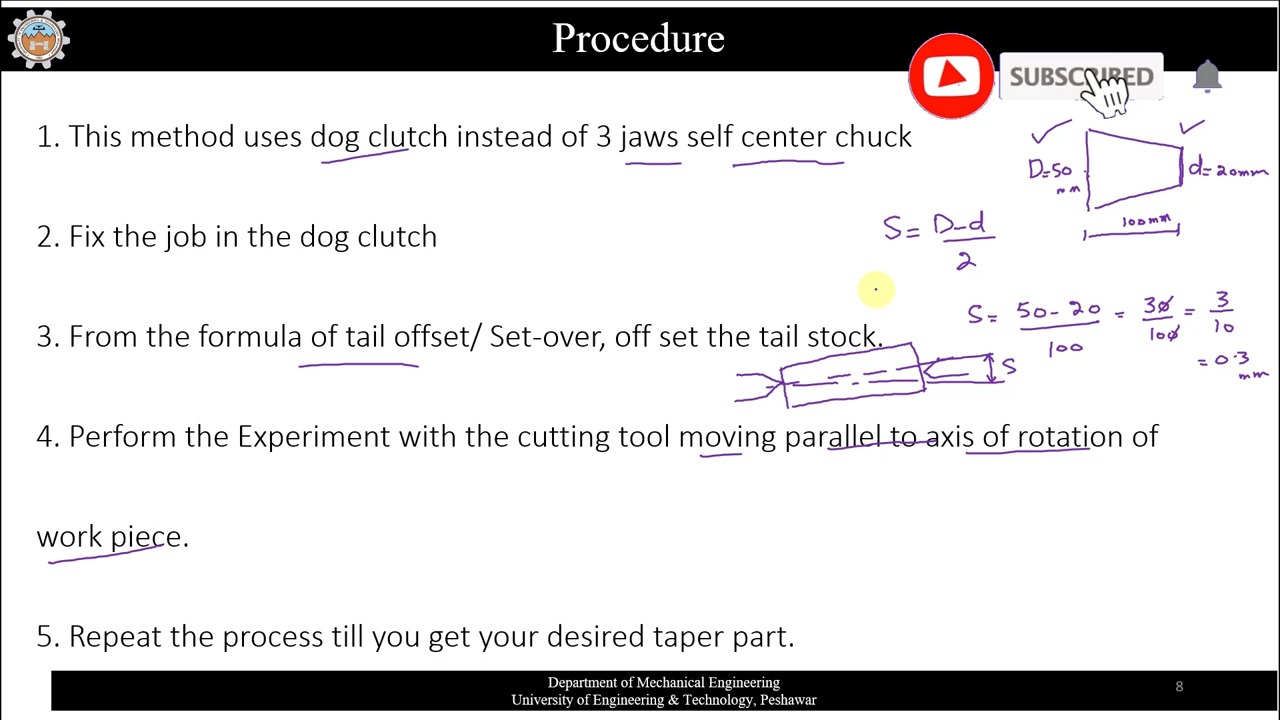 Procedure
SUBSCRIBED
1. This method uses dog clutch instead of 3 jaws self center chuck
D=50 mm
d=20mm
100mm
2. Fix the job in the dog clutch
S= D-d/2
S= 50-20/100 = 30/100 = 3/10
= 0.3 mm
3. From the formula of tail offset/ Set-over, off set the tail stock.
S
4. Perform the Experiment with the cutting tool moving parallel to axis of rotation of
work piece.
5. Repeat the process till you get your desired taper part.
Department of Mechanical Engineering
University of Engineering & Technology, Peshawar
8